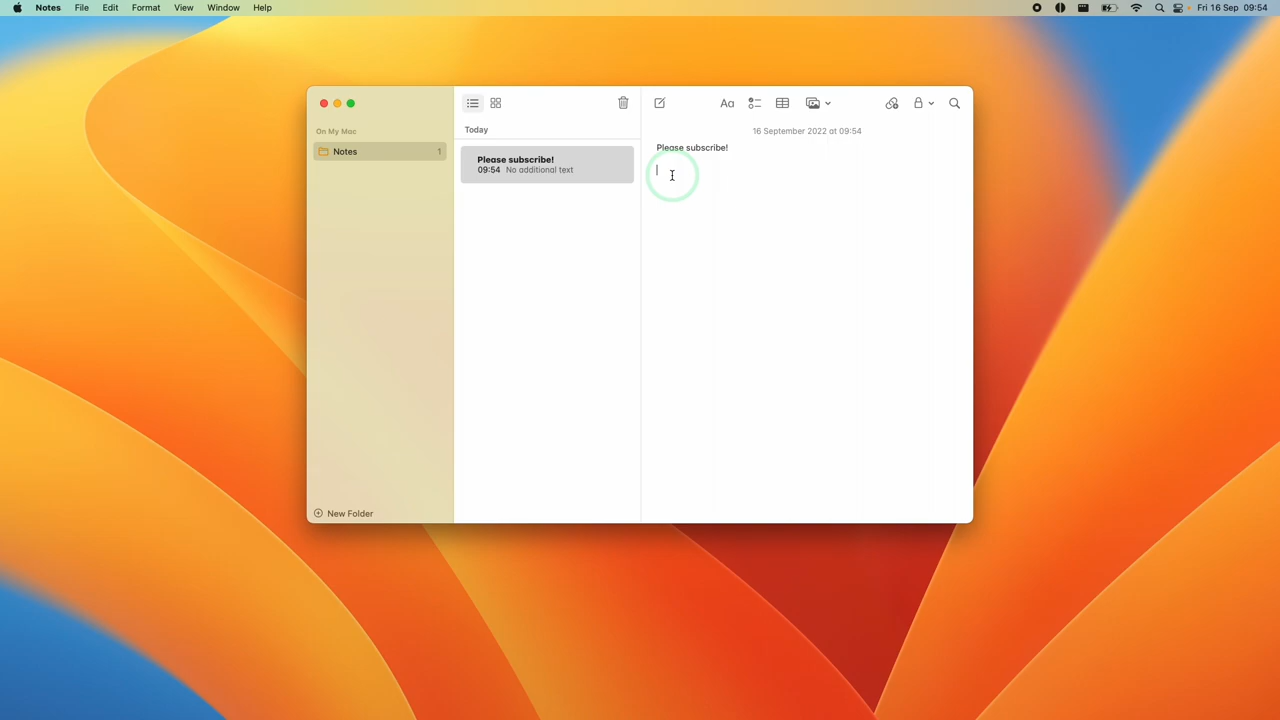 Notes File Edit Format View Window Help Fri 16 Sep 09:54
On My Mac
Notes 1
New Folder
Today
Please subscribe!
09:54 No additional text
Aa
16 September 2022 at 09:54
Please subscribe!